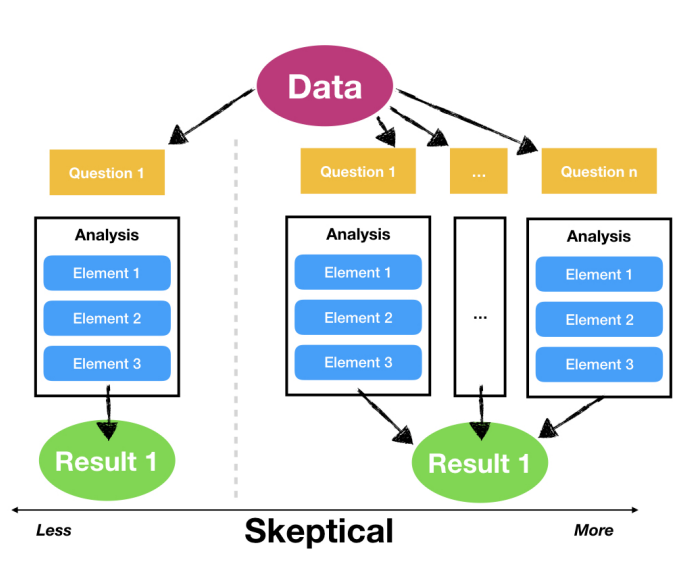 Data
Question 1
Question 1
...
Question n
Analysis
Element 1
Element 2
Element 3
Analysis
Element 1
Element 2
Element 3
...
Analysis
Element 1
Element 2
Element 3
Result 1
Result 1
Less
Skeptical
More